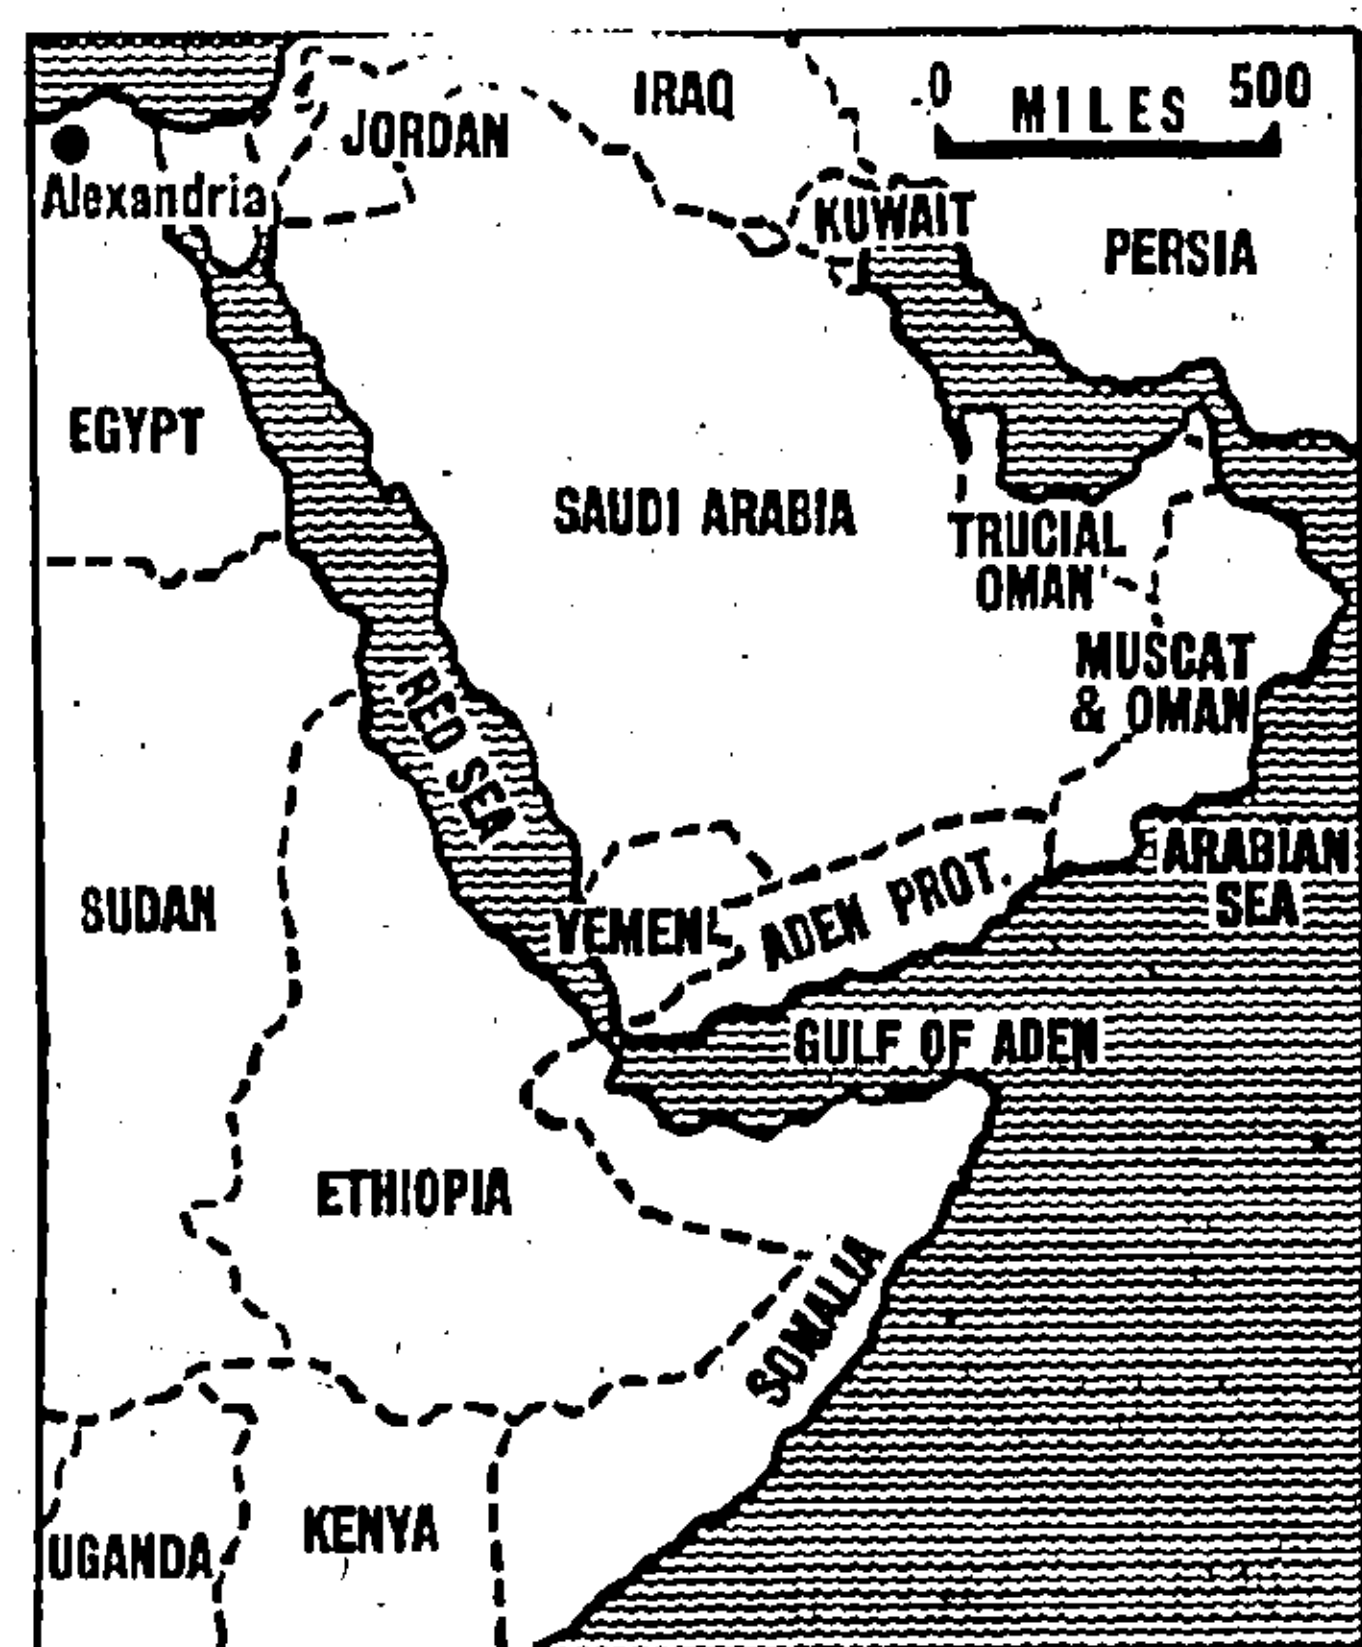 0 MILES 500
IRAQ
JORDAN
Alexandria
KUWAIT
PERSIA
EGYPT
SAUDI ARABIA
TRUCIAL
OMAN
MUSCAT
& OMAN
RED SEA
ARABIAN
SEA
SUDAN
YEMEN
ADEN PROT.
GULF OF ADEN
ETHIOPIA
SOMALIA
KENYA
UGANDA